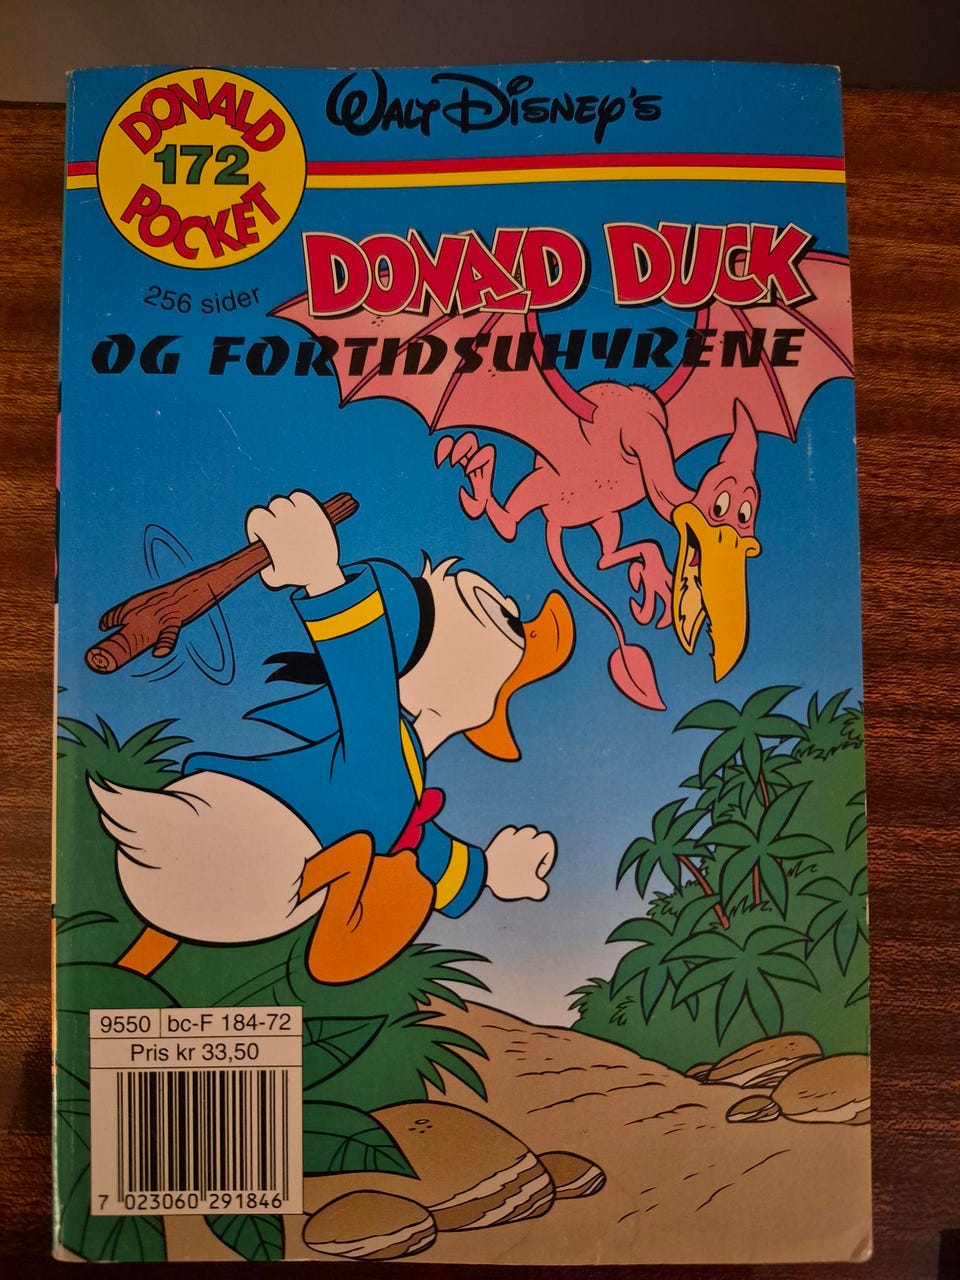 WALT DISNEY'S
DONALD
172
POCKET
DONALD DUCK
256 sider
OG FORTIDSUHYRENE
9550 bc-F 184-72
Pris kr 33,50
7 023060 291846